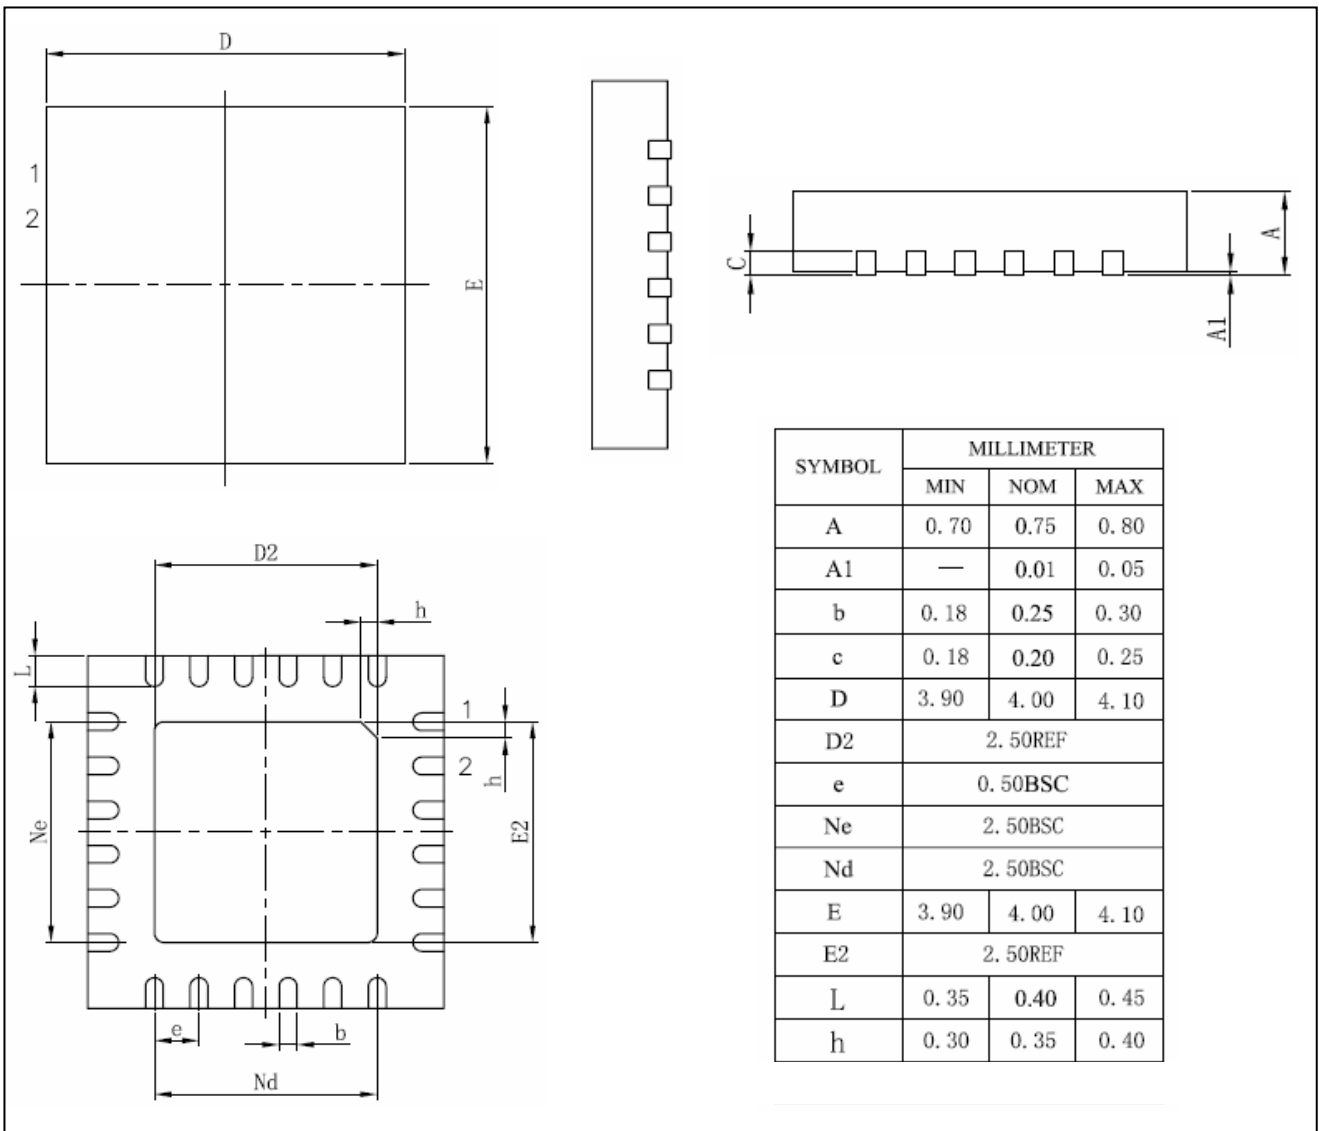 D
1
2
E
C
A
A1
D2
h
L
1
2
h
Ne
E2
e
b
Nd
SYMBOL MILLIMETER
MIN NOM MAX
A 0.70 0.75 0.80
A1 — 0.01 0.05
b 0.18 0.25 0.30
c 0.18 0.20 0.25
D 3.90 4.00 4.10
D2 2.50REF
e 0.50BSC
Ne 2.50BSC
Nd 2.50BSC
E 3.90 4.00 4.10
E2 2.50REF
L 0.35 0.40 0.45
h 0.30 0.35 0.40